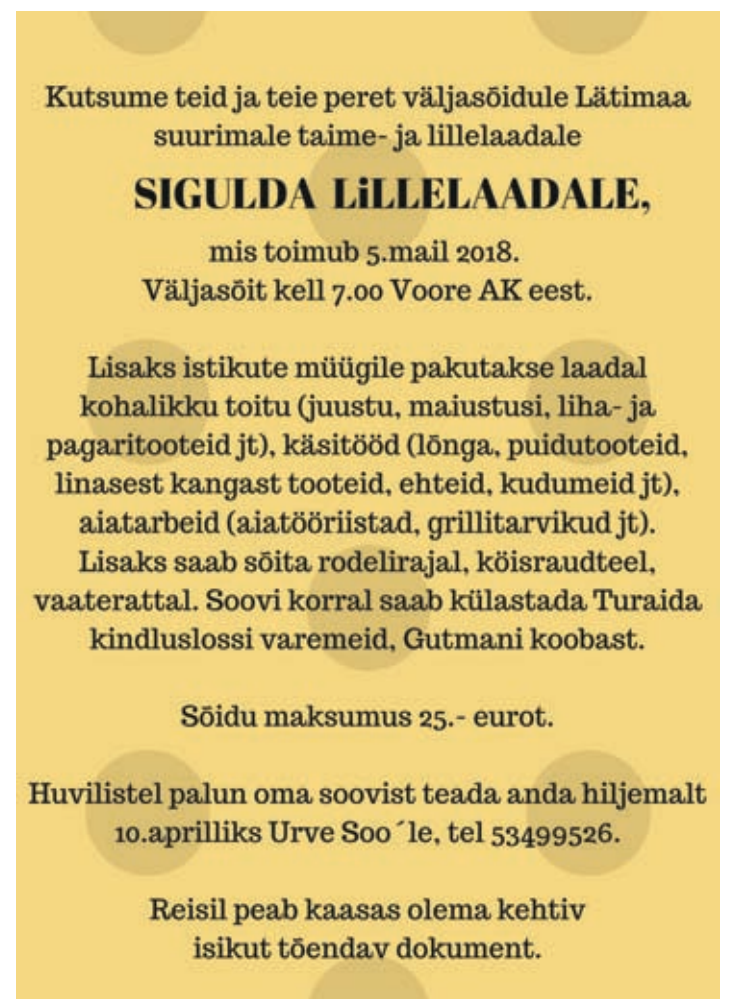 Kutsume teid ja teie peret väljasõidule Lätimaa
suurimale taime- ja lillelaadale
SIGULDA LiLLELAADALE,
mis toimub 5.mail 2018.
Väljasõit kell 7.00 Voore AK eest.
Lisaks istikute müügile pakutakse laadal
kohalikku toitu (juustu, maiustusi, liha- ja
pagaritooteid jt), käsitööd (lõnga, puidutooteid,
linasest kangast tooteid, ehteid, kudumeid jt),
aiatarbeid (aiatööriistad, grillitarvikud jt).
Lisaks saab sõita rodelirajal, köisraudteel,
vaaterattal. Soovi korral saab külastada Turaida
kindluslossi varemeid, Gutmani koobast.
Sõidu maksumus 25.- eurot.
Huvilistel palun oma soovist teada anda hiljemalt
10.aprilliks Urve Soo´le, tel 53499526.
Reisil peab kaasas olema kehtiv
isikut tõendav dokument.